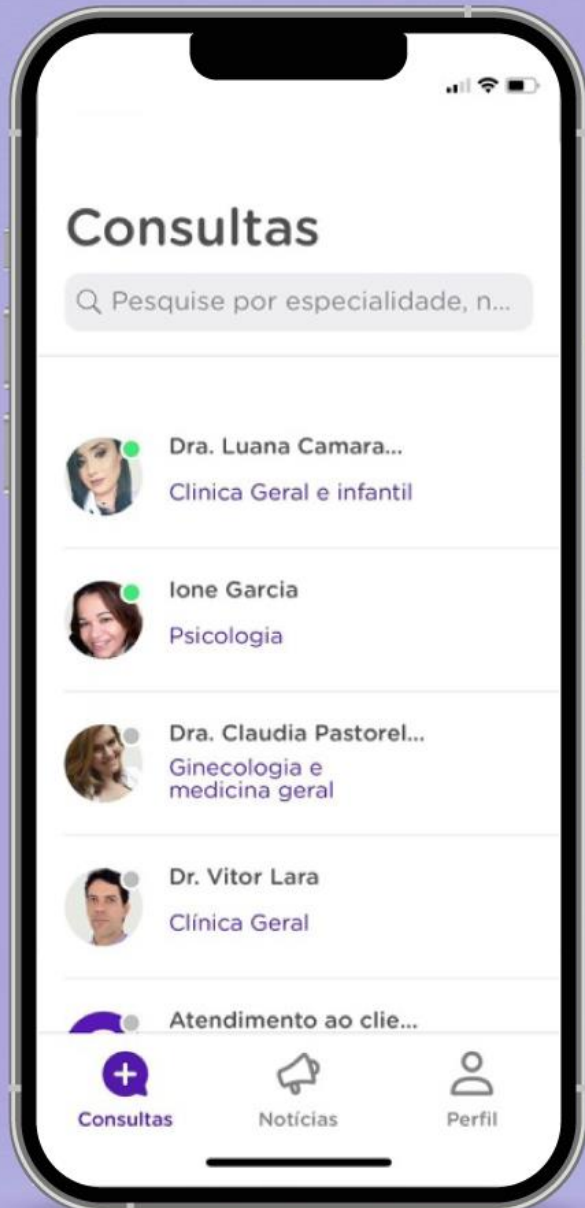 Consultas
Pesquise por especialidade, n...
Dra. Luana Camara...
Clinica Geral e infantil
Ione Garcia
Psicologia
Dra. Claudia Pastorel...
Ginecologia e
medicina geral
Dr. Vitor Lara
Clínica Geral
Atendimento ao clie...
Consultas
Notícias
Perfil